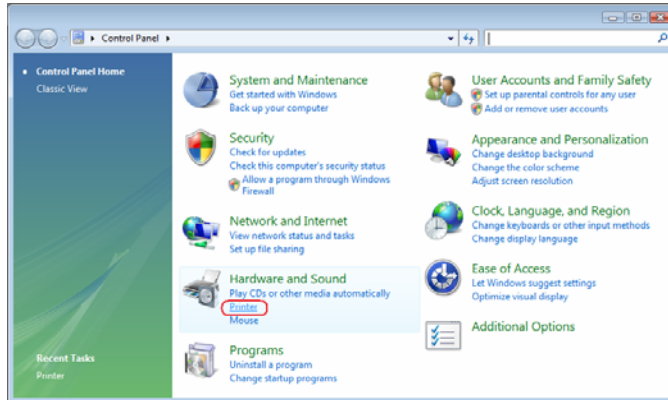 Control Panel
Control Panel Home
Classic View
System and Maintenance
Get started with Windows
Back up your computer
Security
Check for updates
Check this computer's security status
Allow a program through Windows
Firewall
Network and Internet
View network status and tasks
Set up file sharing
Hardware and Sound
Play CDs or other media automatically
Printer
Mouse
Programs
Uninstall a program
Change startup programs
User Accounts and Family Safety
Set up parental controls for any user
Add or remove user accounts
Appearance and Personalization
Change desktop background
Change the color scheme
Adjust screen resolution
Clock, Language, and Region
Change keyboards or other input methods
Change display language
Ease of Access
Let Windows suggest settings
Optimize visual display
Additional Options
Recent Tasks
Printer